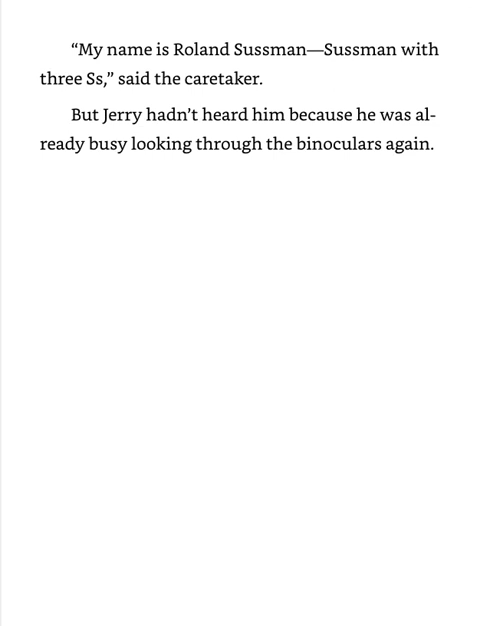 “My name is Roland Sussman—Sussman with
three Ss,” said the caretaker.
But Jerry hadn’t heard him because he was al-
ready busy looking through the binoculars again.